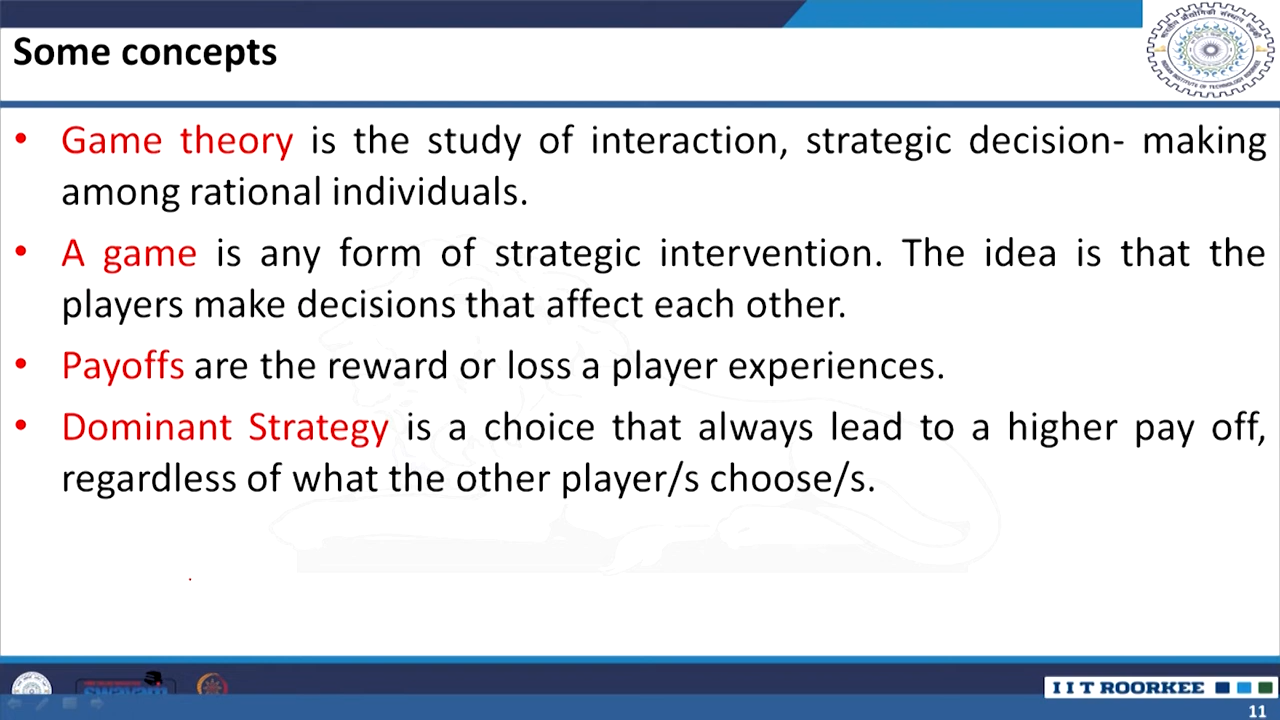 Some concepts
• Game theory is the study of interaction, strategic decision- making
among rational individuals.
• A game is any form of strategic intervention. The idea is that the
players make decisions that affect each other.
• Payoffs are the reward or loss a player experiences.
• Dominant Strategy is a choice that always lead to a higher pay off,
regardless of what the other player/s choose/s.
swayam
IIT ROORKEE
11